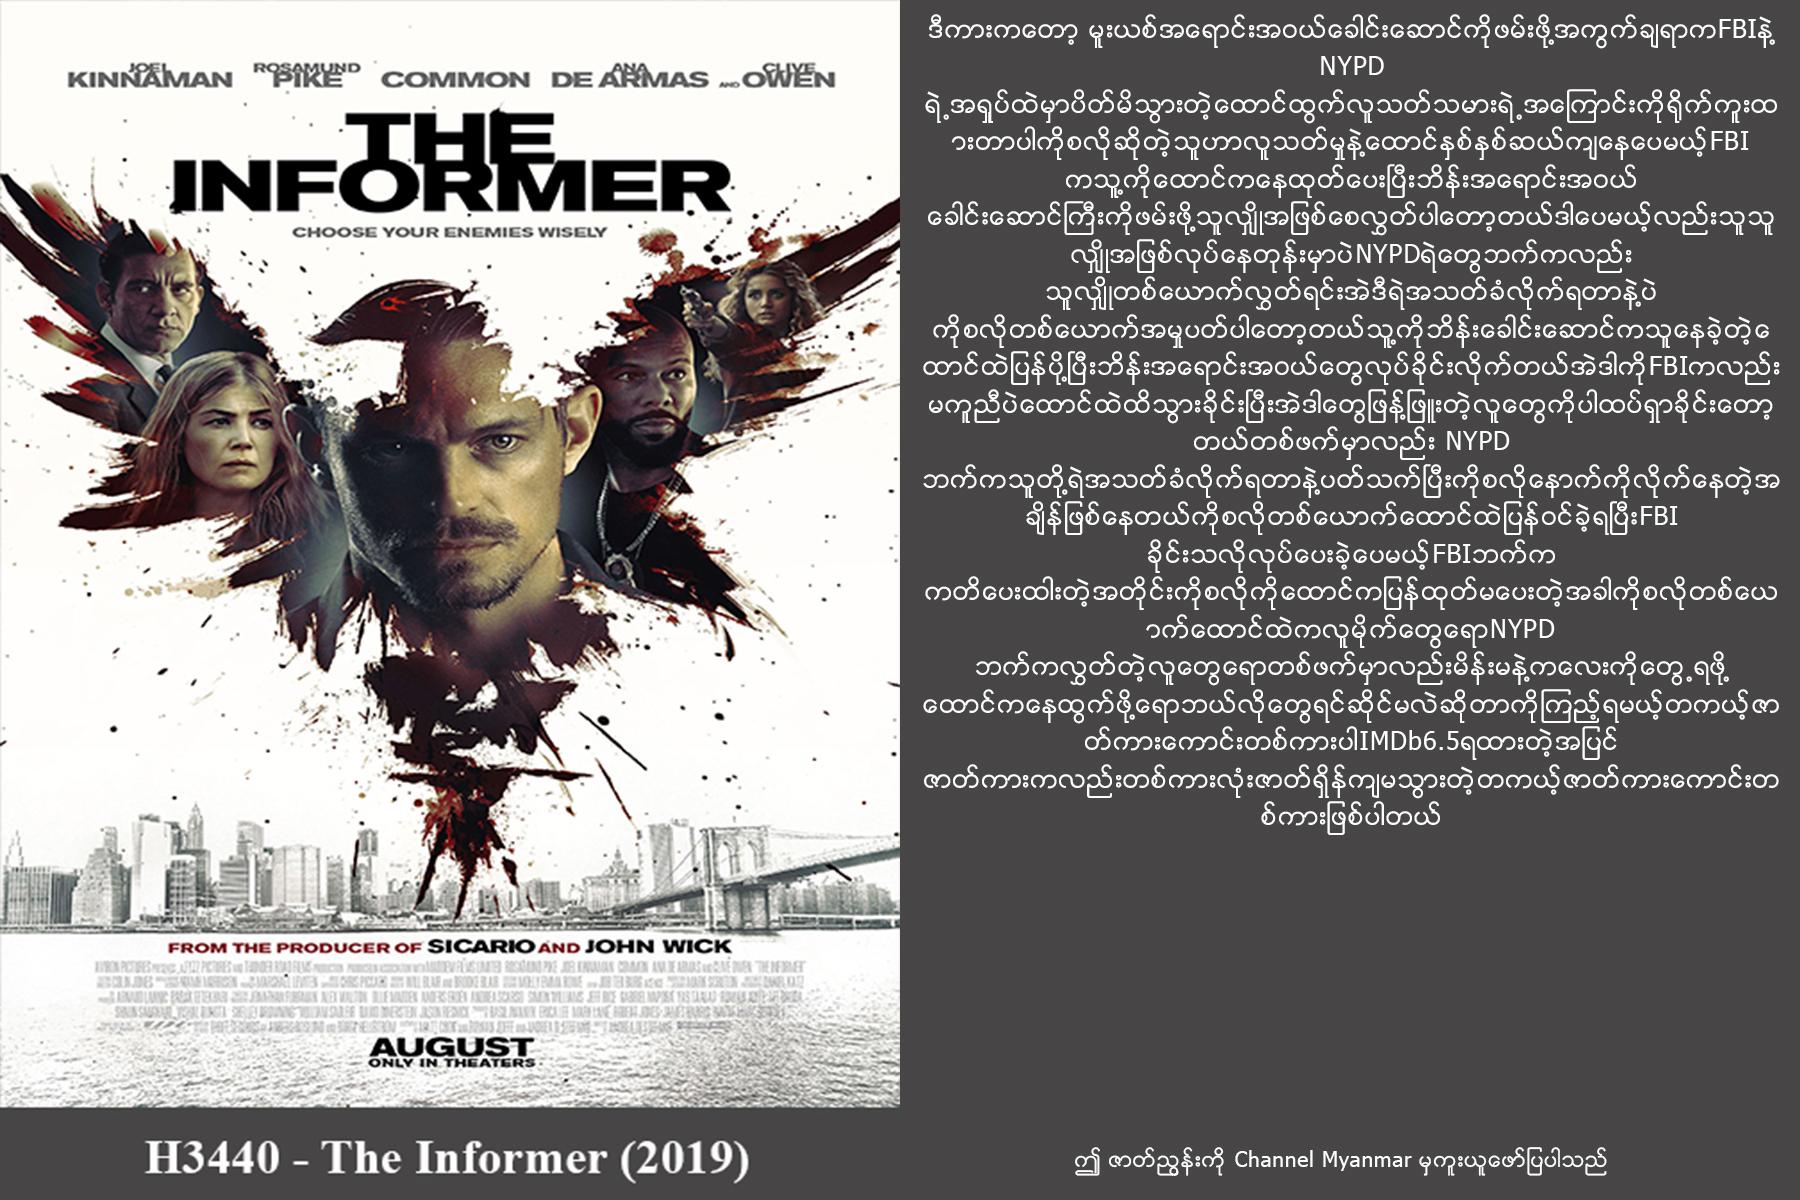 JOEL KINNAMAN ROSAMUND PIKE COMMON ANA DE ARMAS AND CLIVE OWEN
THE
INFORMER
CHOOSE YOUR ENEMIES WISELY
FROM THE PRODUCER OF SICARIO AND JOHN WICK
AUGUST
ONLY IN THEATERS
H3440 - The Informer (2019)
ဒီကားကတော့ မူးယစ်အရောင်းအဝယ်ခေါင်းဆောင်ကိုဖမ်းဖို့အကွက်ချရာကFBIနဲ့
NYPD
ရဲ့အရှုပ်ထဲမှာပိတ်မိသွားတဲ့ထောင်ထွက်လူသတ်သမားရဲ့အကြောင်းကိုရိုက်ကူးထ
ားတာပါကိုစလိုဆိုတဲ့သူဟာလူသတ်မှုနဲ့ထောင်နှစ်နှစ်ဆယ်ကျနေပေမယ့်FBI
ကသူ့ကိုထောင်ကနေထုတ်ပေးပြီးဘိန်းအရောင်းအဝယ်
ခေါင်းဆောင်ကြီးကိုဖမ်းဖို့သူလျှိုအဖြစ်စေလွှတ်ပါတော့တယ်ဒါပေမယ့်လည်းသူသူ
လျှိုအဖြစ်လုပ်နေတုန်းမှာပဲNYPDရဲတွေဘက်ကလည်း
သူလျှိုတစ်ယောက်လွှတ်ရင်းအဲဒီရဲအသတ်ခံလိုက်ရတာနဲ့ပဲ
ကိုစလိုတစ်ယောက်အမှုပတ်ပါတော့တယ်သူ့ကိုဘိန်းခေါင်းဆောင်ကသူနေခဲ့တဲ့ေ
ထာင်ထဲပြန်ပို့ပြီးဘိန်းအရောင်းအဝယ်တွေလုပ်ခိုင်းလိုက်တယ်အဲဒါကိုFBIကလည်း
မကူညီပဲထောင်ထဲထိသွားခိုင်းပြီးအဲဒါတွေဖြန့်ဖြူးတဲ့လူတွေကိုပါထပ်ရှာခိုင်းတော့
တယ်တစ်ဖက်မှာလည်း NYPD
ဘက်ကသူတို့ရဲအသတ်ခံလိုက်ရတာနဲ့ပတ်သက်ပြီးကိုစလိုနောက်ကိုလိုက်နေတဲ့အ
ချိန်ဖြစ်နေတယ်ကိုစလိုတစ်ယောက်ထောင်ထဲပြန်ဝင်ခဲ့ရပြီးFBI
ခိုင်းသလိုလုပ်ပေးခဲ့ပေမယ့်FBIဘက်က
ကတိပေးထါးတဲ့အတိုင်းကိုစလိုကိုထောင်ကပြန်ထုတ်မပေးတဲ့အခါကိုစလိုတစ်ယေ
ာက်ထောင်ထဲကလူမိုက်တွေရောNYPD
ဘက်ကလွှတ်တဲ့လူတွေရောတစ်ဖက်မှာလည်းမိန်းမနဲ့ကလေးကိုတွေ့ရဖို့
ထောင်ကနေထွက်ဖို့ရောဘယ်လိုတွေရင်ဆိုင်မလဲဆိုတာကိုကြည့်ရမယ့်တကယ့်ဇာ
တ်ကားကောင်းတစ်ကားပါIMDb6.5ရထားတဲ့အပြင်
ဇာတ်ကားကလည်းတစ်ကားလုံးဇာတ်ရှိန်ကျမသွားတဲ့တကယ့်ဇာတ်ကားကောင်းတ
စ်ကားဖြစ်ပါတယ်
ဤ ဇာတ်ညွှန်းကို Channel Myanmar မှကူးယူဖော်ပြပါသည်